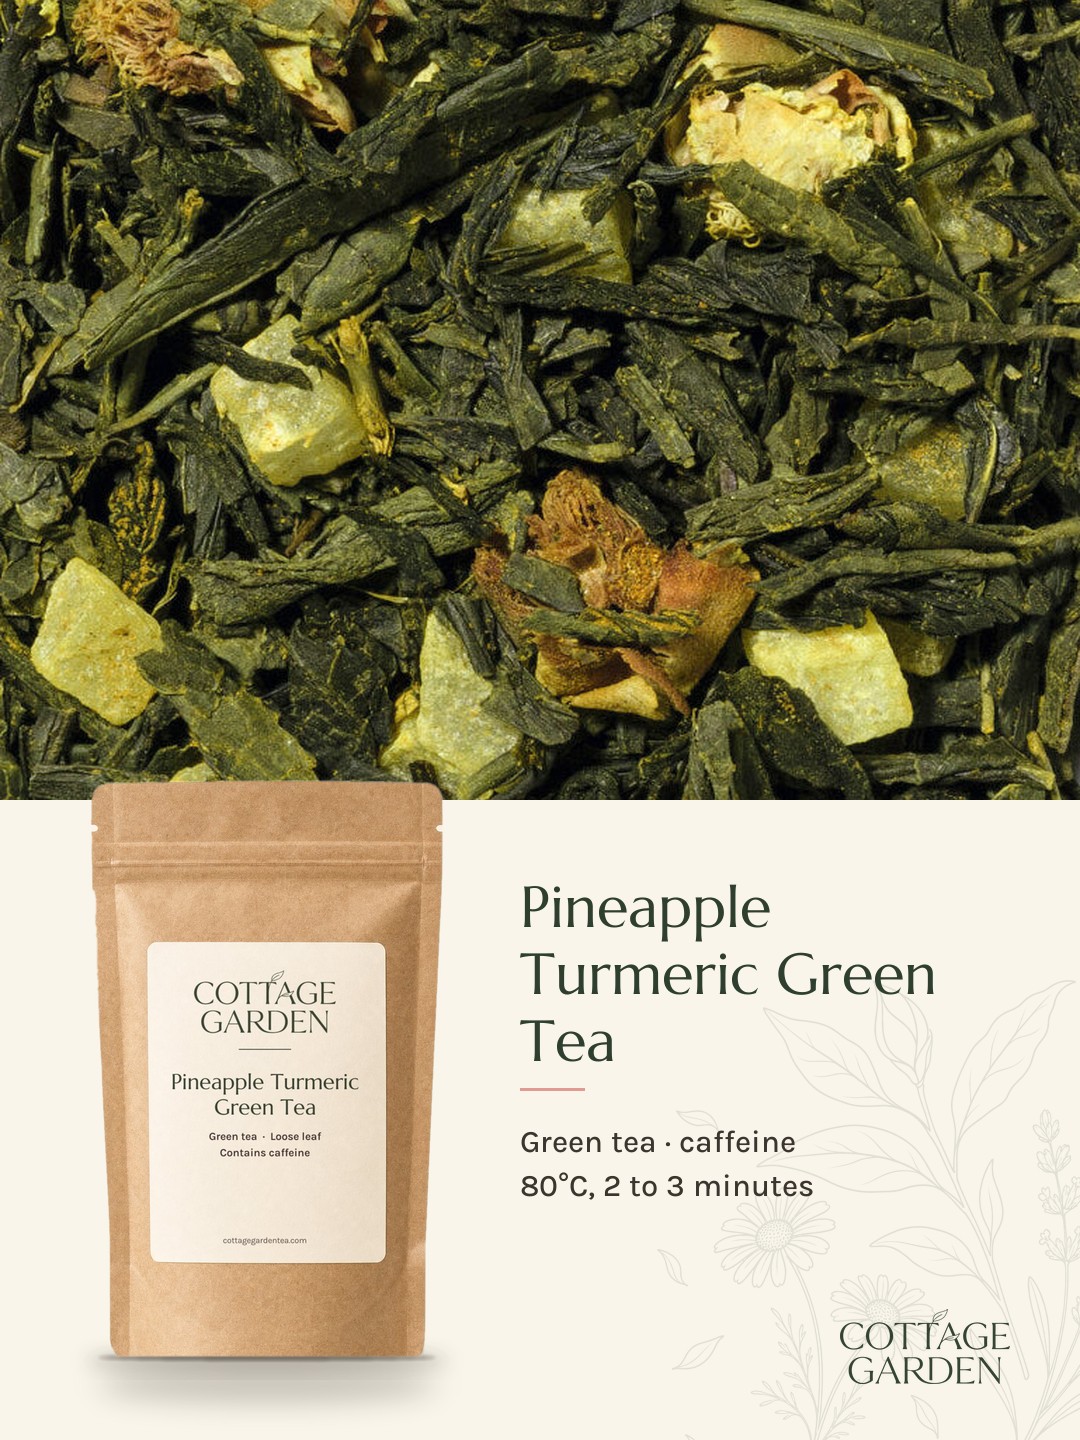 COTTAGE
GARDEN
Pineapple Turmeric
Green Tea
Green tea · Loose leaf
Contains caffeine
cottagegardentea.com
Pineapple
Turmeric Green
Tea
Green tea · caffeine
80°C, 2 to 3 minutes
COTTAGE
GARDEN